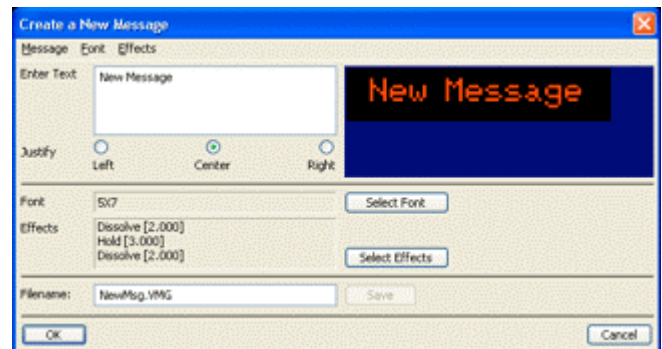 Create a New Message
Message Font Effects
Enter Text
New Message
New Message
Justify
Left Center Right
Font 5X7 Select Font
Effects
Dissolve [2.000]
Hold [3.000]
Dissolve [2.000]
Select Effects
Filename: NewMsg.VMG Save
OK Cancel